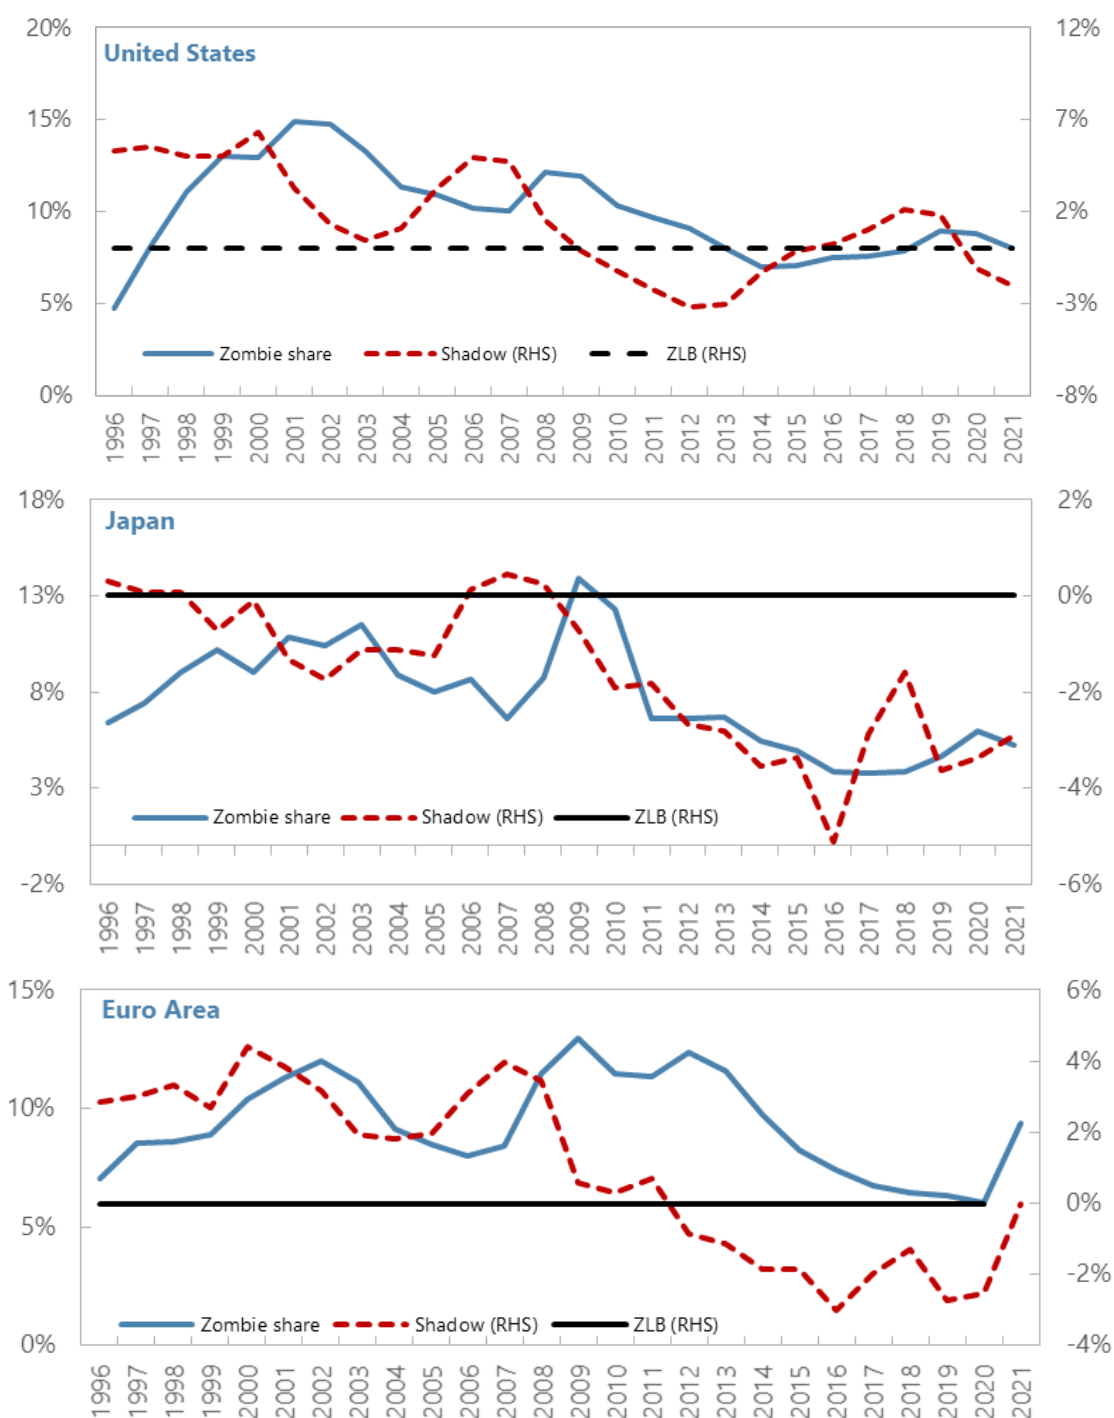 20% 12%
United States
15% 7%
10% 2%
5% -3%
Zombie share Shadow (RHS) ZLB (RHS)
0% -8%
1996 1997 1998 1999 2000 2001 2002 2003 2004 2005 2006 2007 2008 2009 2010 2011 2012 2013 2014 2015 2016 2017 2018 2019 2020 2021
18% 2%
Japan
13% 0%
8% -2%
3% -4%
Zombie share Shadow (RHS) ZLB (RHS)
-2% -6%
1996 1997 1998 1999 2000 2001 2002 2003 2004 2005 2006 2007 2008 2009 2010 2011 2012 2013 2014 2015 2016 2017 2018 2019 2020 2021
15% 6%
Euro Area
4%
10%
2%
0%
5%
-2%
Zombie share Shadow (RHS) ZLB (RHS)
0% -4%
1996 1997 1998 1999 2000 2001 2002 2003 2004 2005 2006 2007 2008 2009 2010 2011 2012 2013 2014 2015 2016 2017 2018 2019 2020 2021